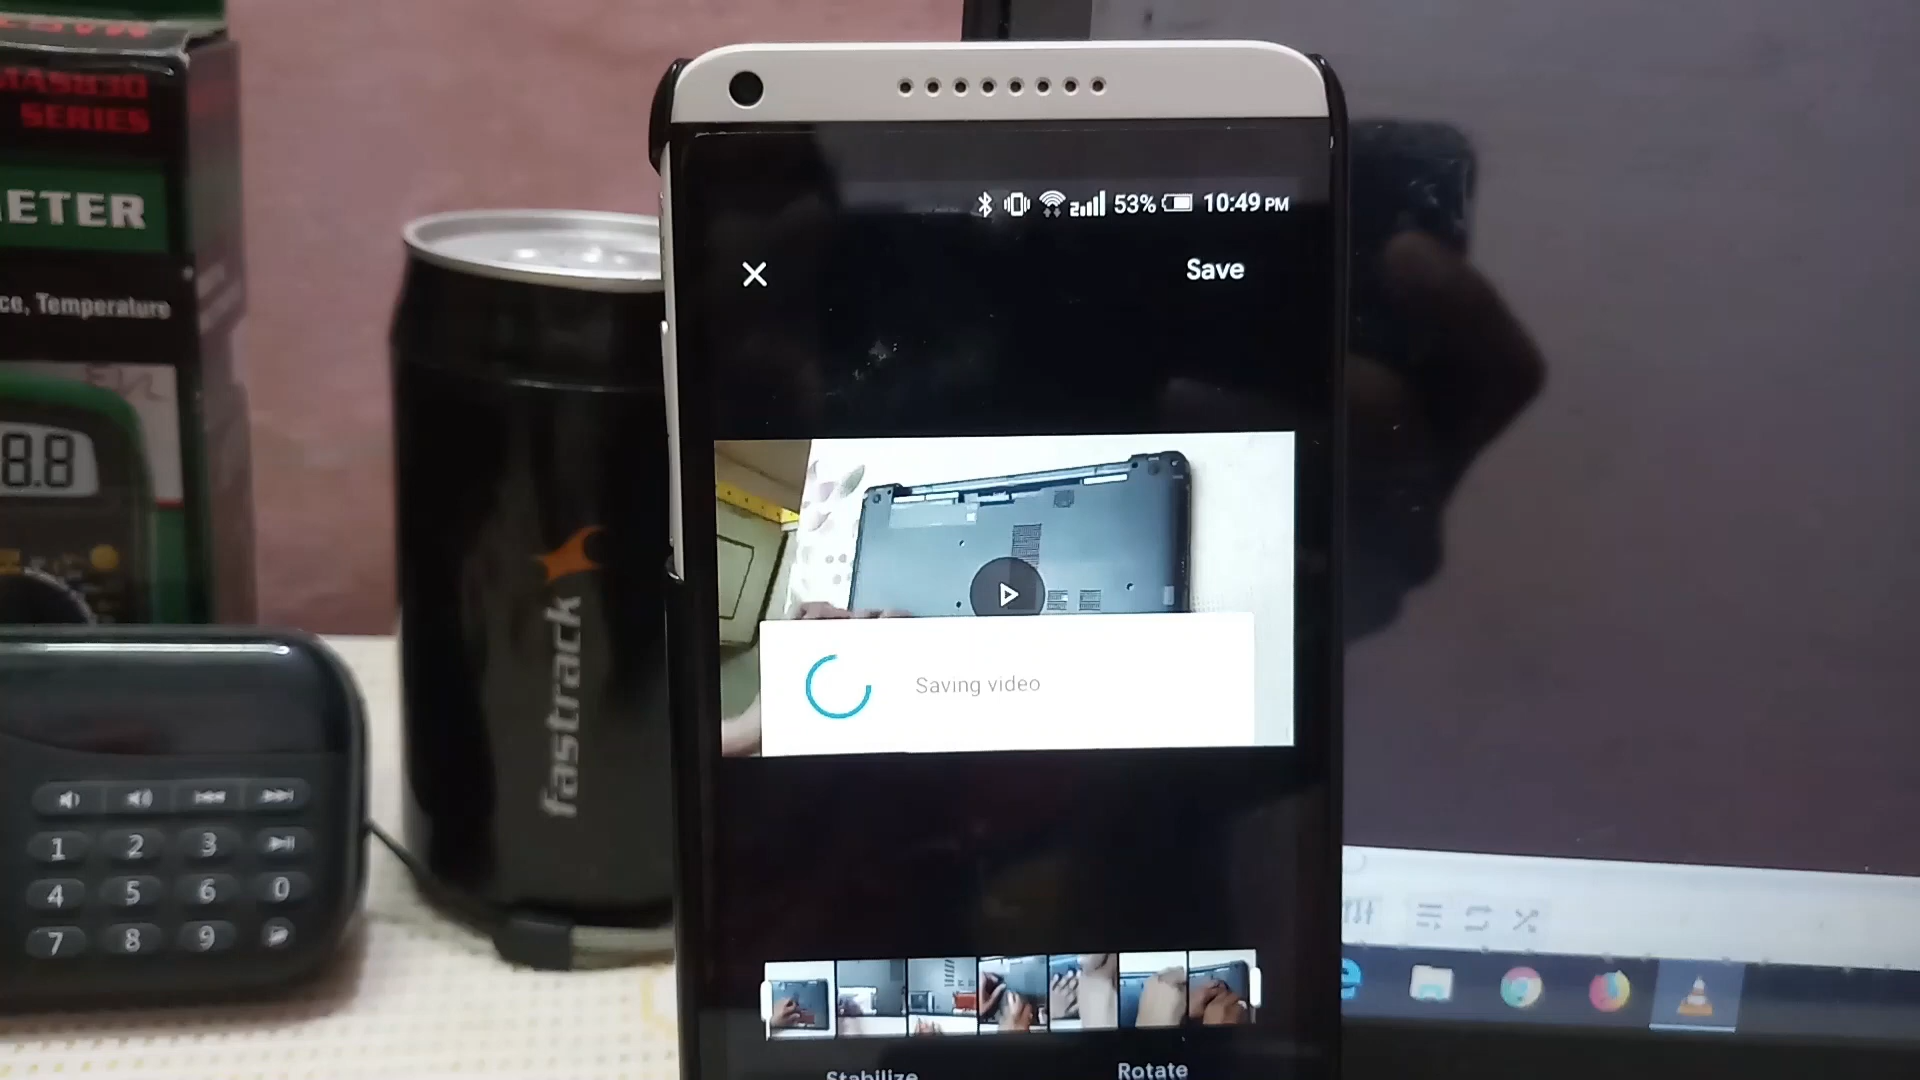 MAS830
SERIES
ETER
ce, Temperature
8.8
fastrack
1 2 3
4 5 6 0
7 8 9
53% 10:49 PM
Save
Saving video
Stabilize
Rotate